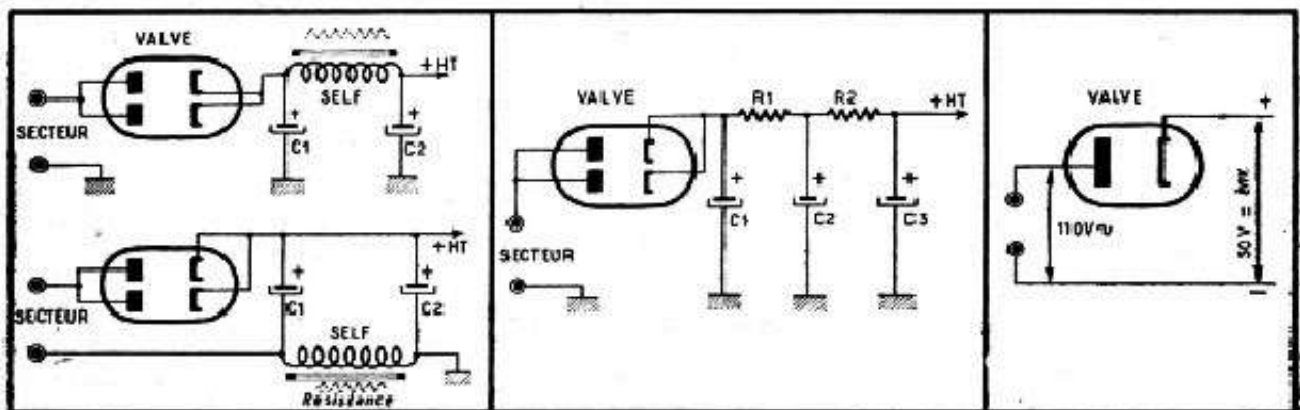 VALVE
+HT
SELF
SECTEUR
+
C1
+
C2
+HT
+
C1
+
C2
SECTEUR
SELF
Résistance
VALVE
R1
R2
+HT
+
C1
+
C2
+
C3
SECTEUR
VALVE
+
110V~
50 V =
−